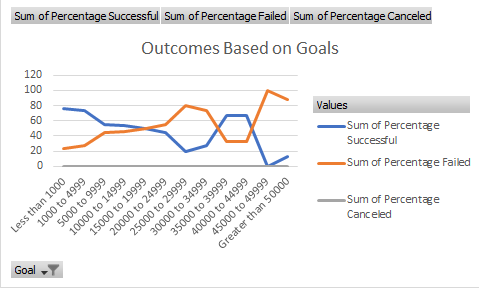 Sum of Percentage Successful Sum of Percentage Failed Sum of Percentage Canceled
Outcomes Based on Goals
120
100
80
60
40
20
0
Less than 1000
1000 to 4999
5000 to 9999
10000 to 14999
15000 to 19999
20000 to 24999
25000 to 29999
30000 to 34999
35000 to 39999
40000 to 44999
45000 to 49999
Greater than 50000
Values
Sum of Percentage
Successful
Sum of Percentage Failed
Sum of Percentage
Canceled
Goal